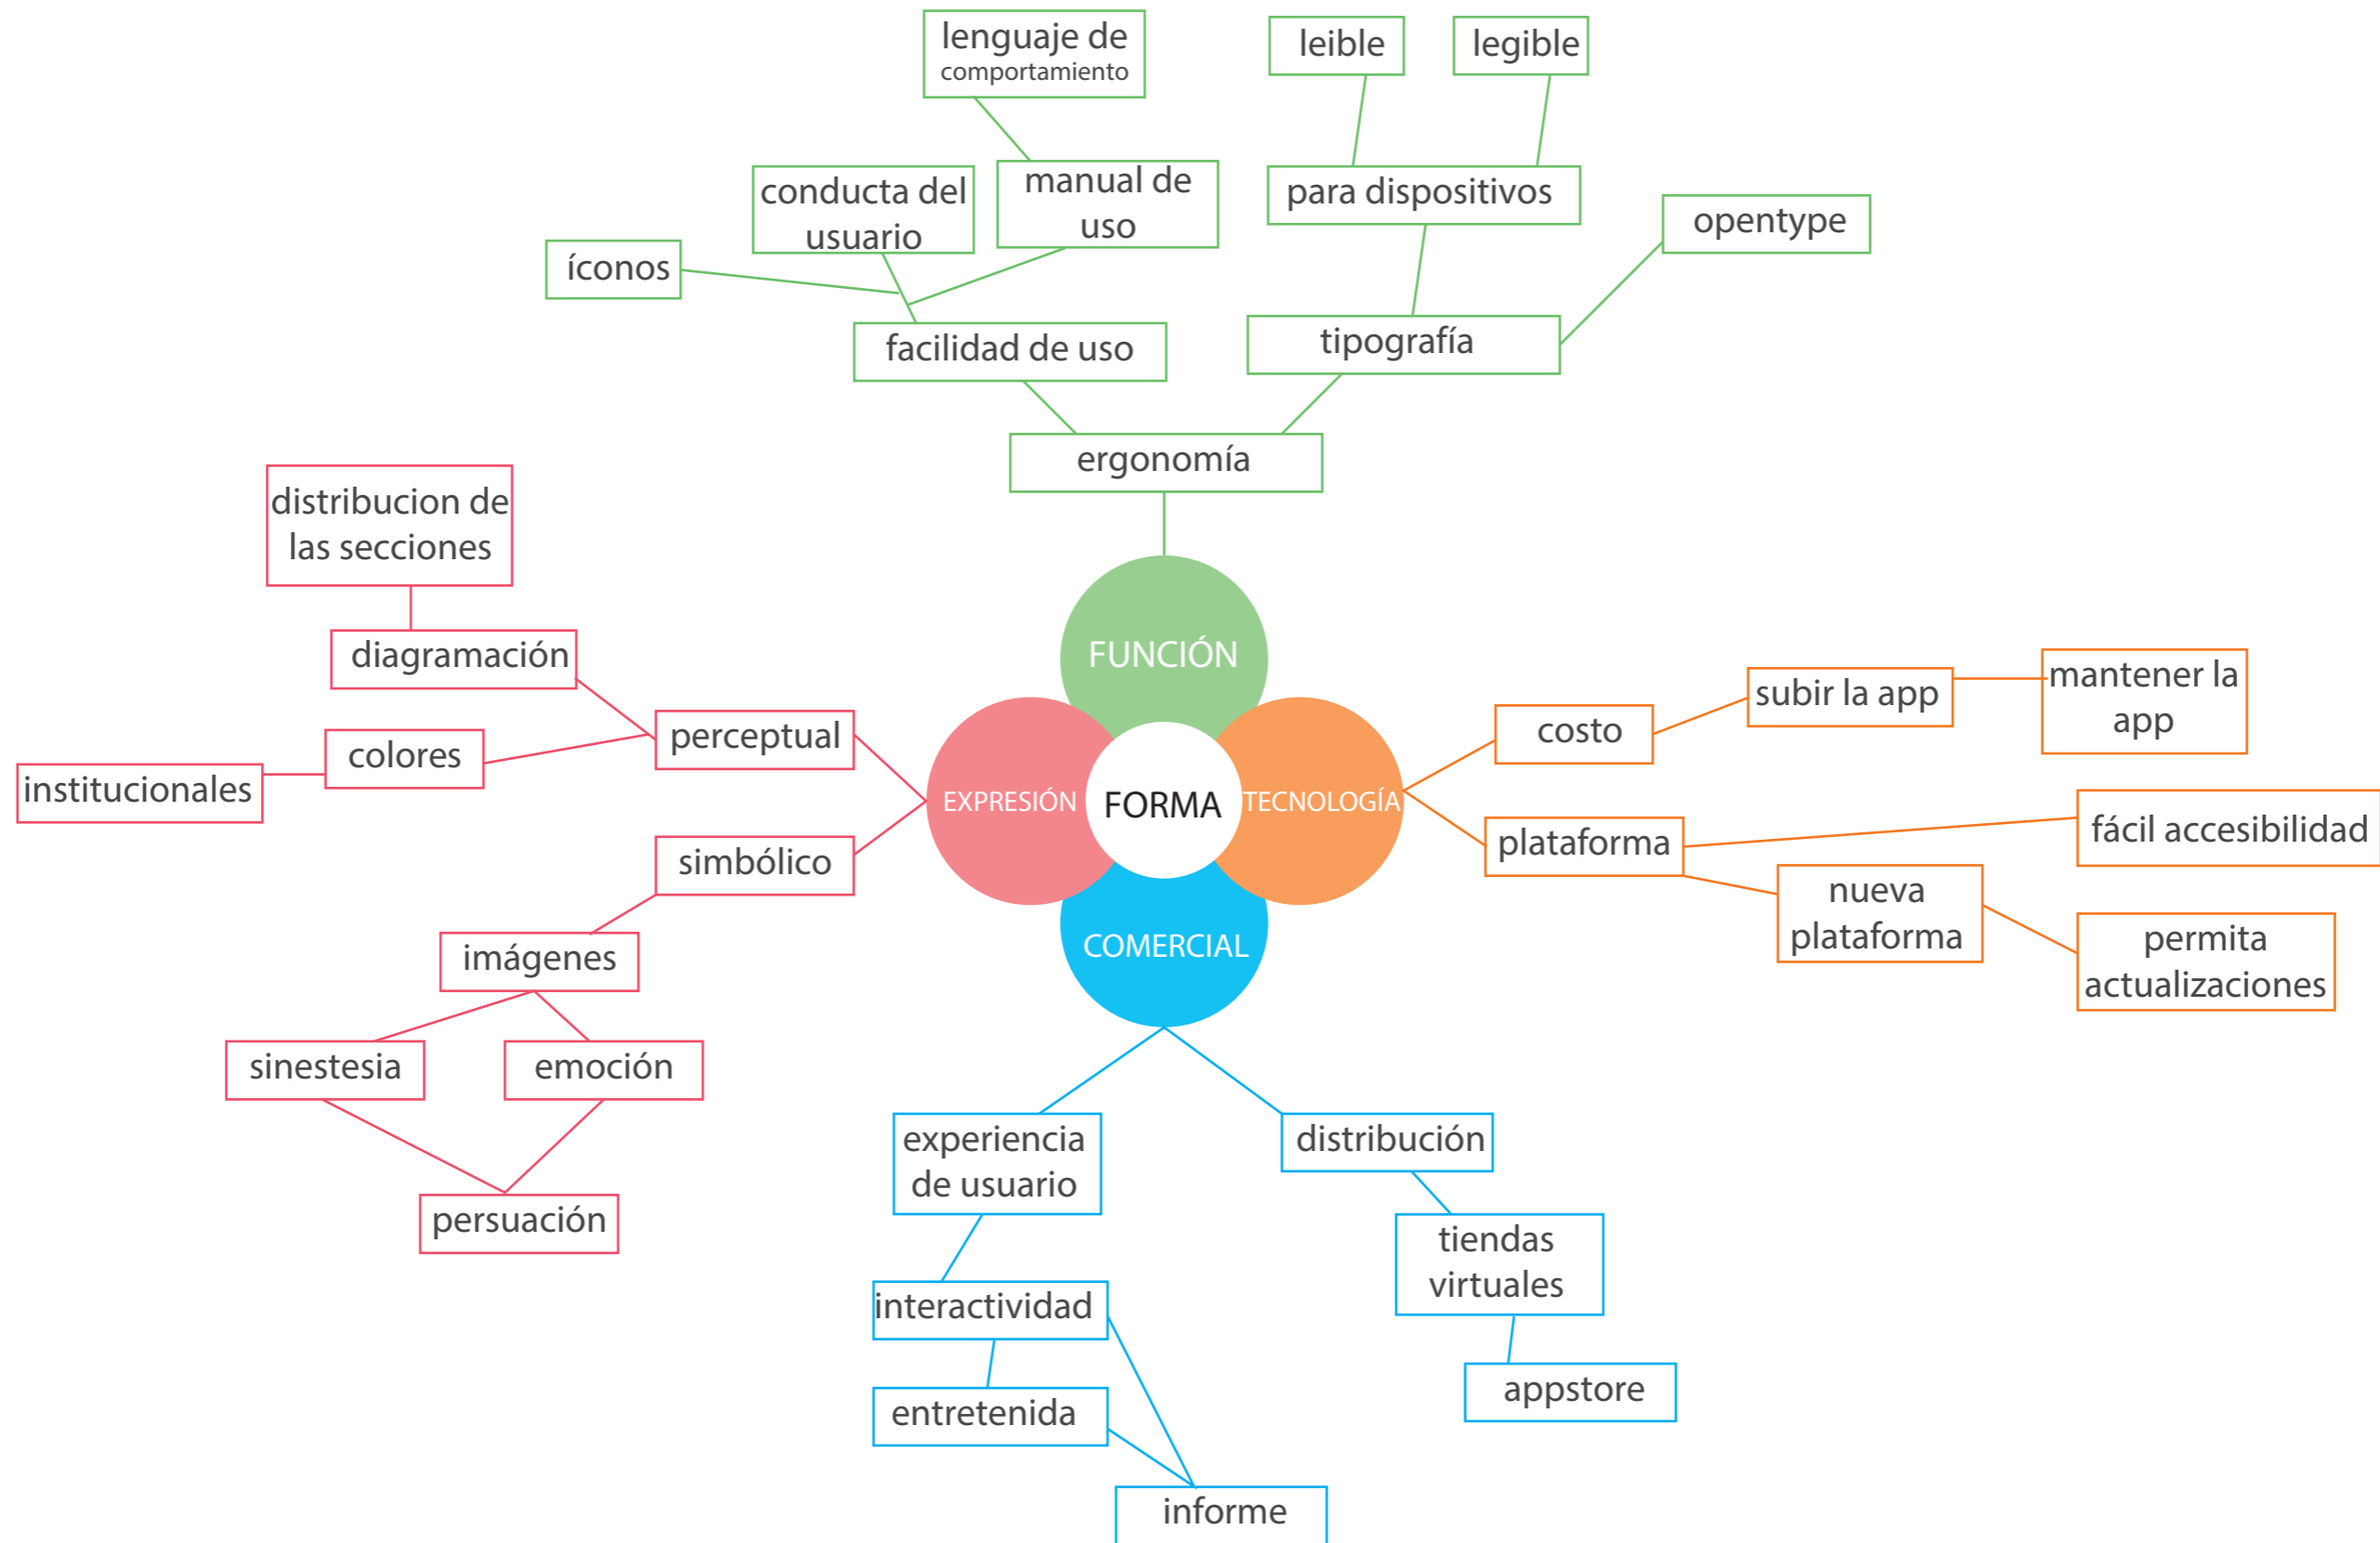 lenguaje de
comportamiento
leible
legible
conducta del
usuario
manual de
uso
para dispositivos
opentype
íconos
facilidad de uso
tipografía
ergonomía
distribucion de
las secciones
diagramación
perceptual
colores
institucionales
simbólico
imágenes
sinestesia
emoción
persuación
FUNCIÓN
EXPRESIÓN
FORMA
TECNOLOGÍA
COMERCIAL
costo
subir la app
mantener la
app
plataforma
fácil accesibilidad
nueva
plataforma
permita
actualizaciones
experiencia
de usuario
distribución
interactividad
tiendas
virtuales
entretenida
appstore
informe